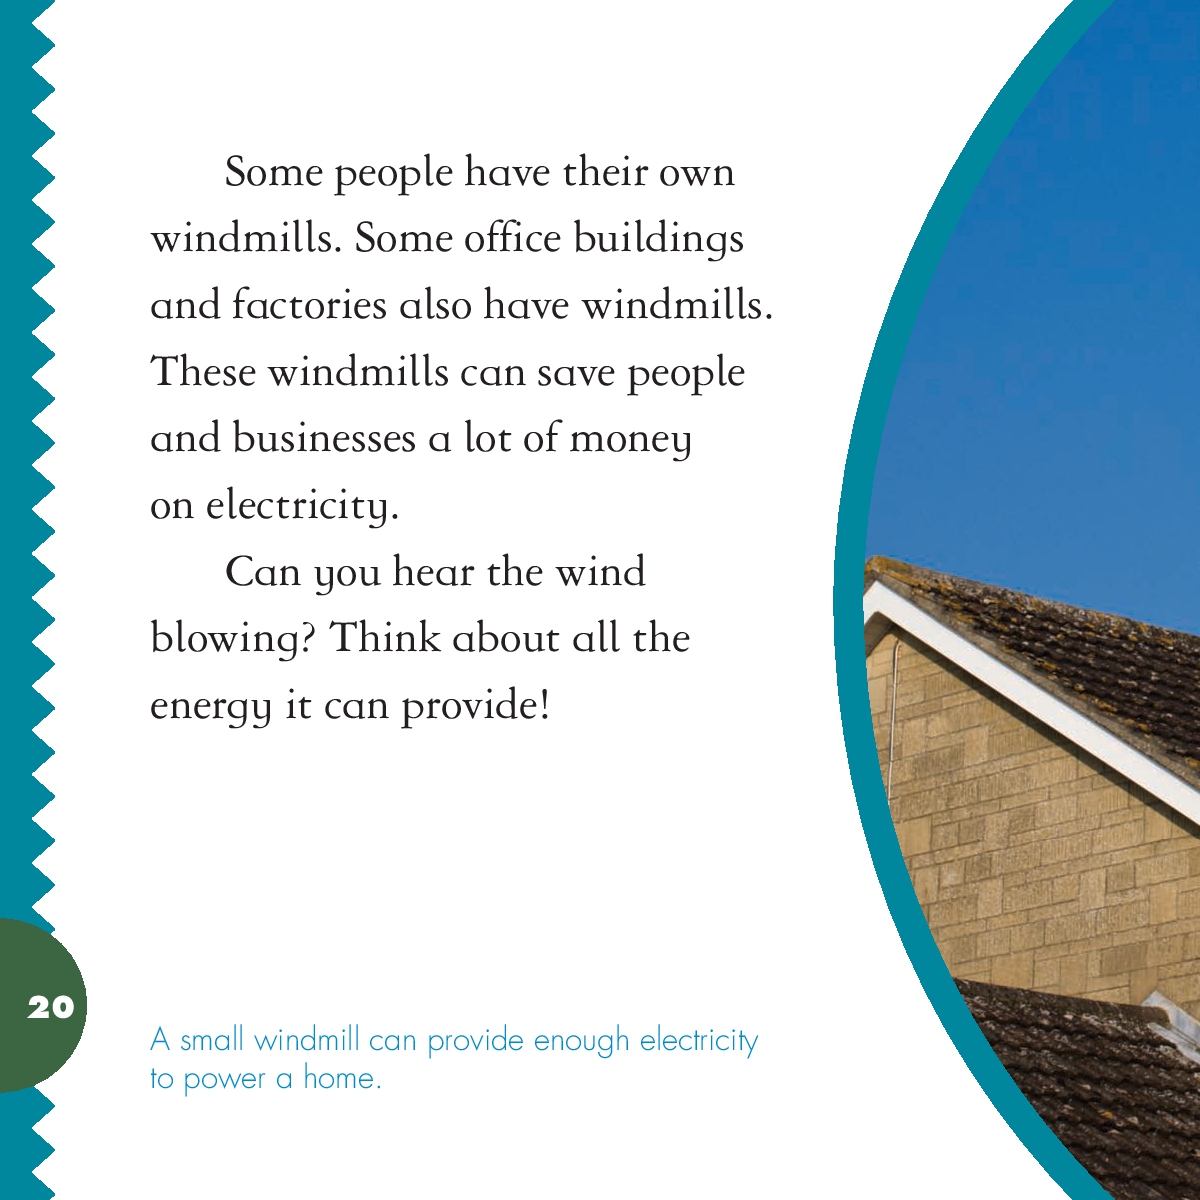 Some people have their own
windmills. Some office buildings
and factories also have windmills.
These windmills can save people
and businesses a lot of money
on electricity.
Can you hear the wind
blowing? Think about all the
energy it can provide!
20
A small windmill can provide enough electricity
to power a home.